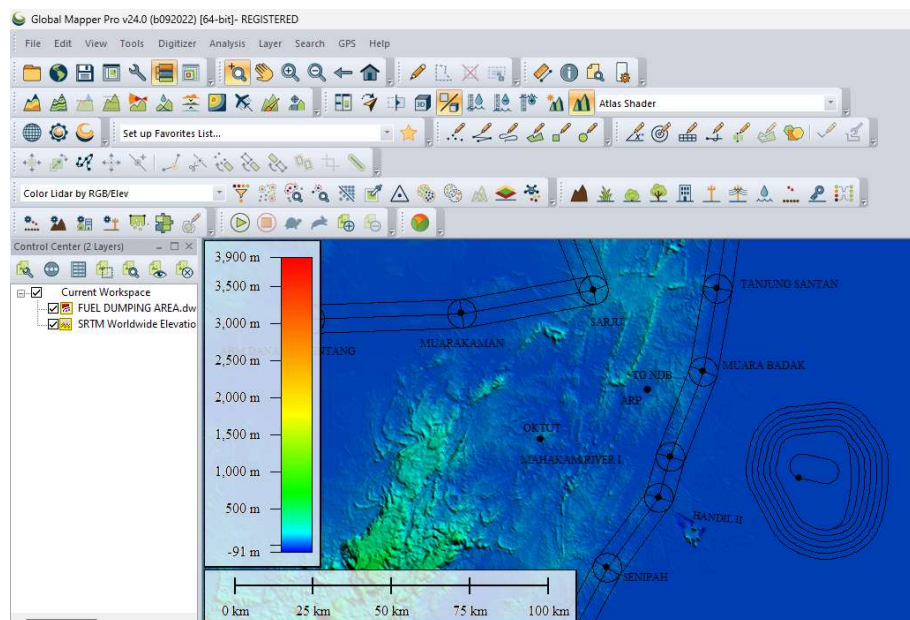 Global Mapper Pro v24.0 (b092022) [64-bit]- REGISTERED
File Edit View Tools Digitizer Analysis Layer Search GPS Help
Atlas Shader
Set up Favorites List...
Color Lidar by RGB/Elev
Control Center (2 Layers)
Current Workspace
FUEL DUMPING AREA.dw
SRTM Worldwide Elevatio
3,900 m
3,500 m
3,000 m
2,500 m
2,000 m
1,500 m
1,000 m
500 m
-91 m
TANJUNG SANTAN
SARJU
MUARAKAMAN
MUARA BADAK
TG NDB
ARP
OKTUT
MAHAKAM RIVER I
HANDIL II
SENIPAH
0 km 25 km 50 km 75 km 100 km